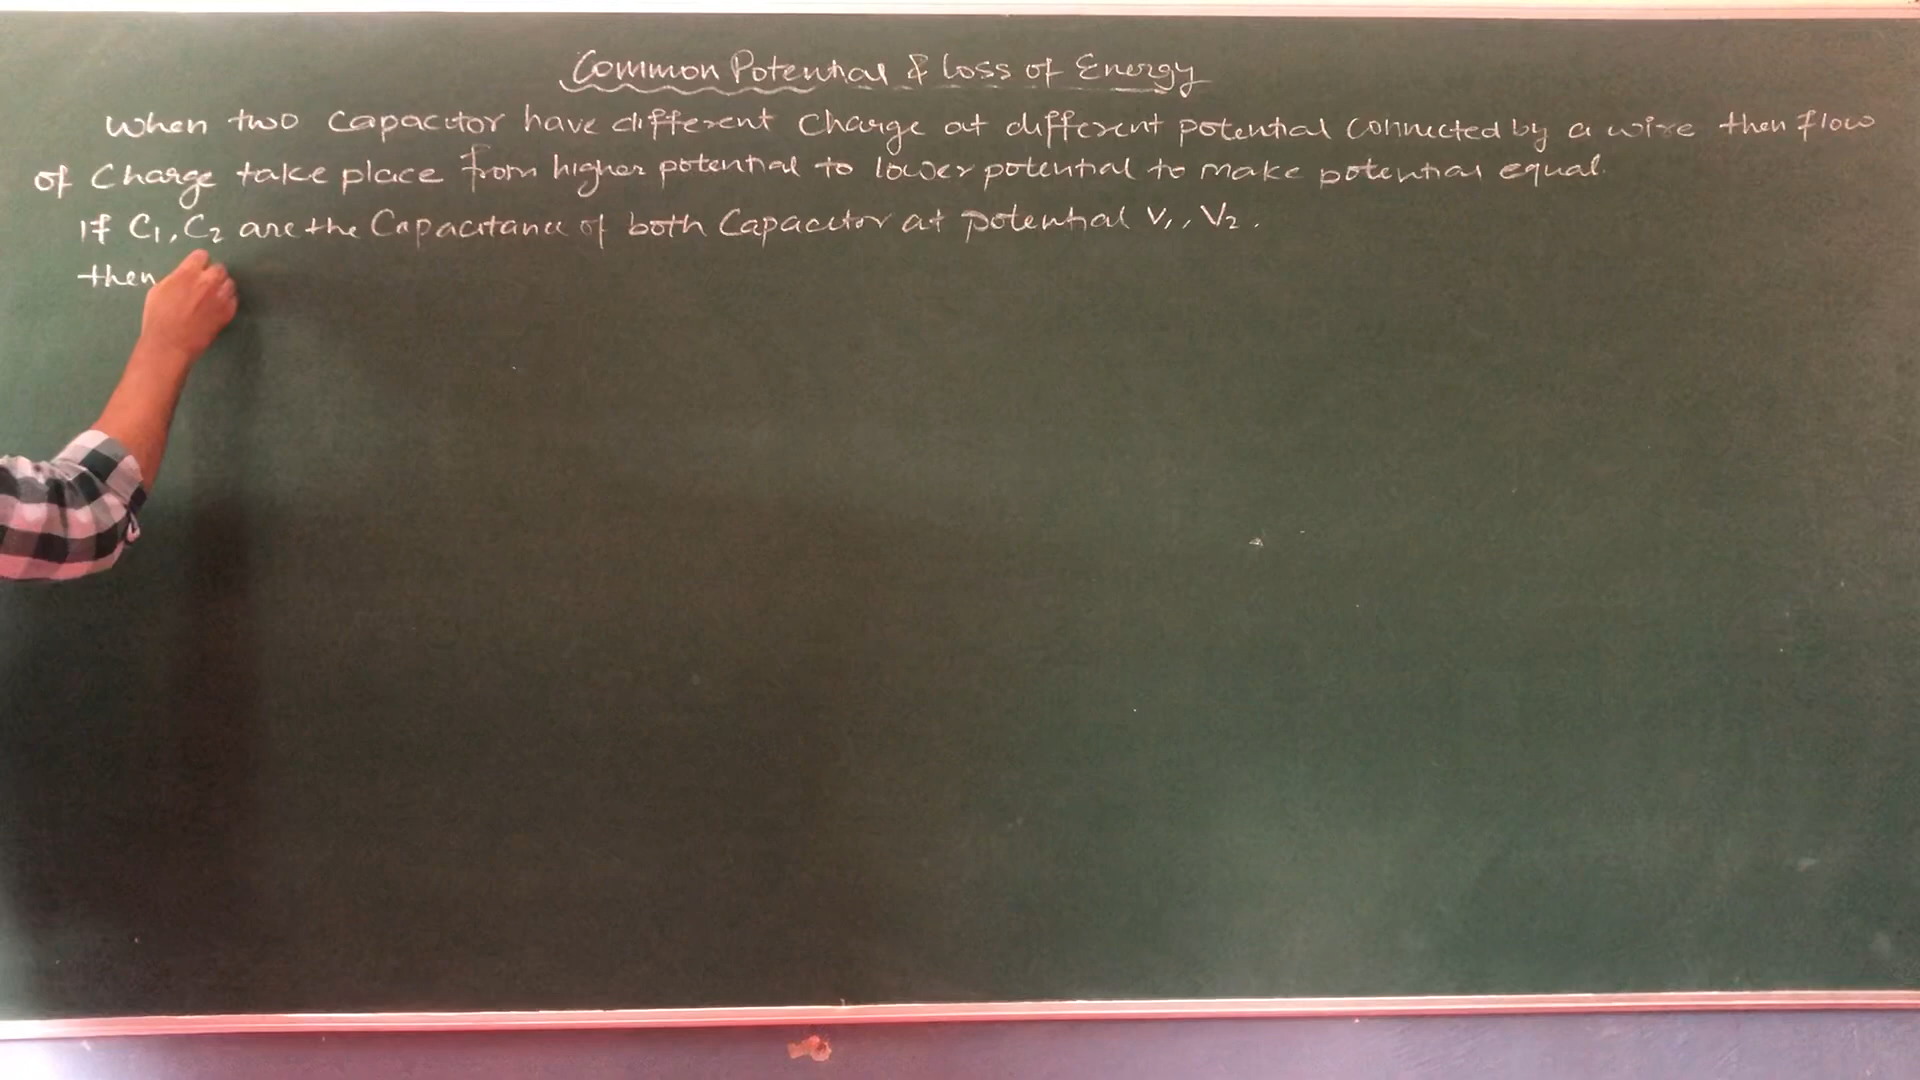 Common Potential & Loss of Energy
When two Capacitor have different Charge at different potential Connected by a wire then flow
of Charge take place from higher potential to lower potential to make potential equal.
If C1, C2 are the Capacitance of both Capacitor at potential V1, V2.
then